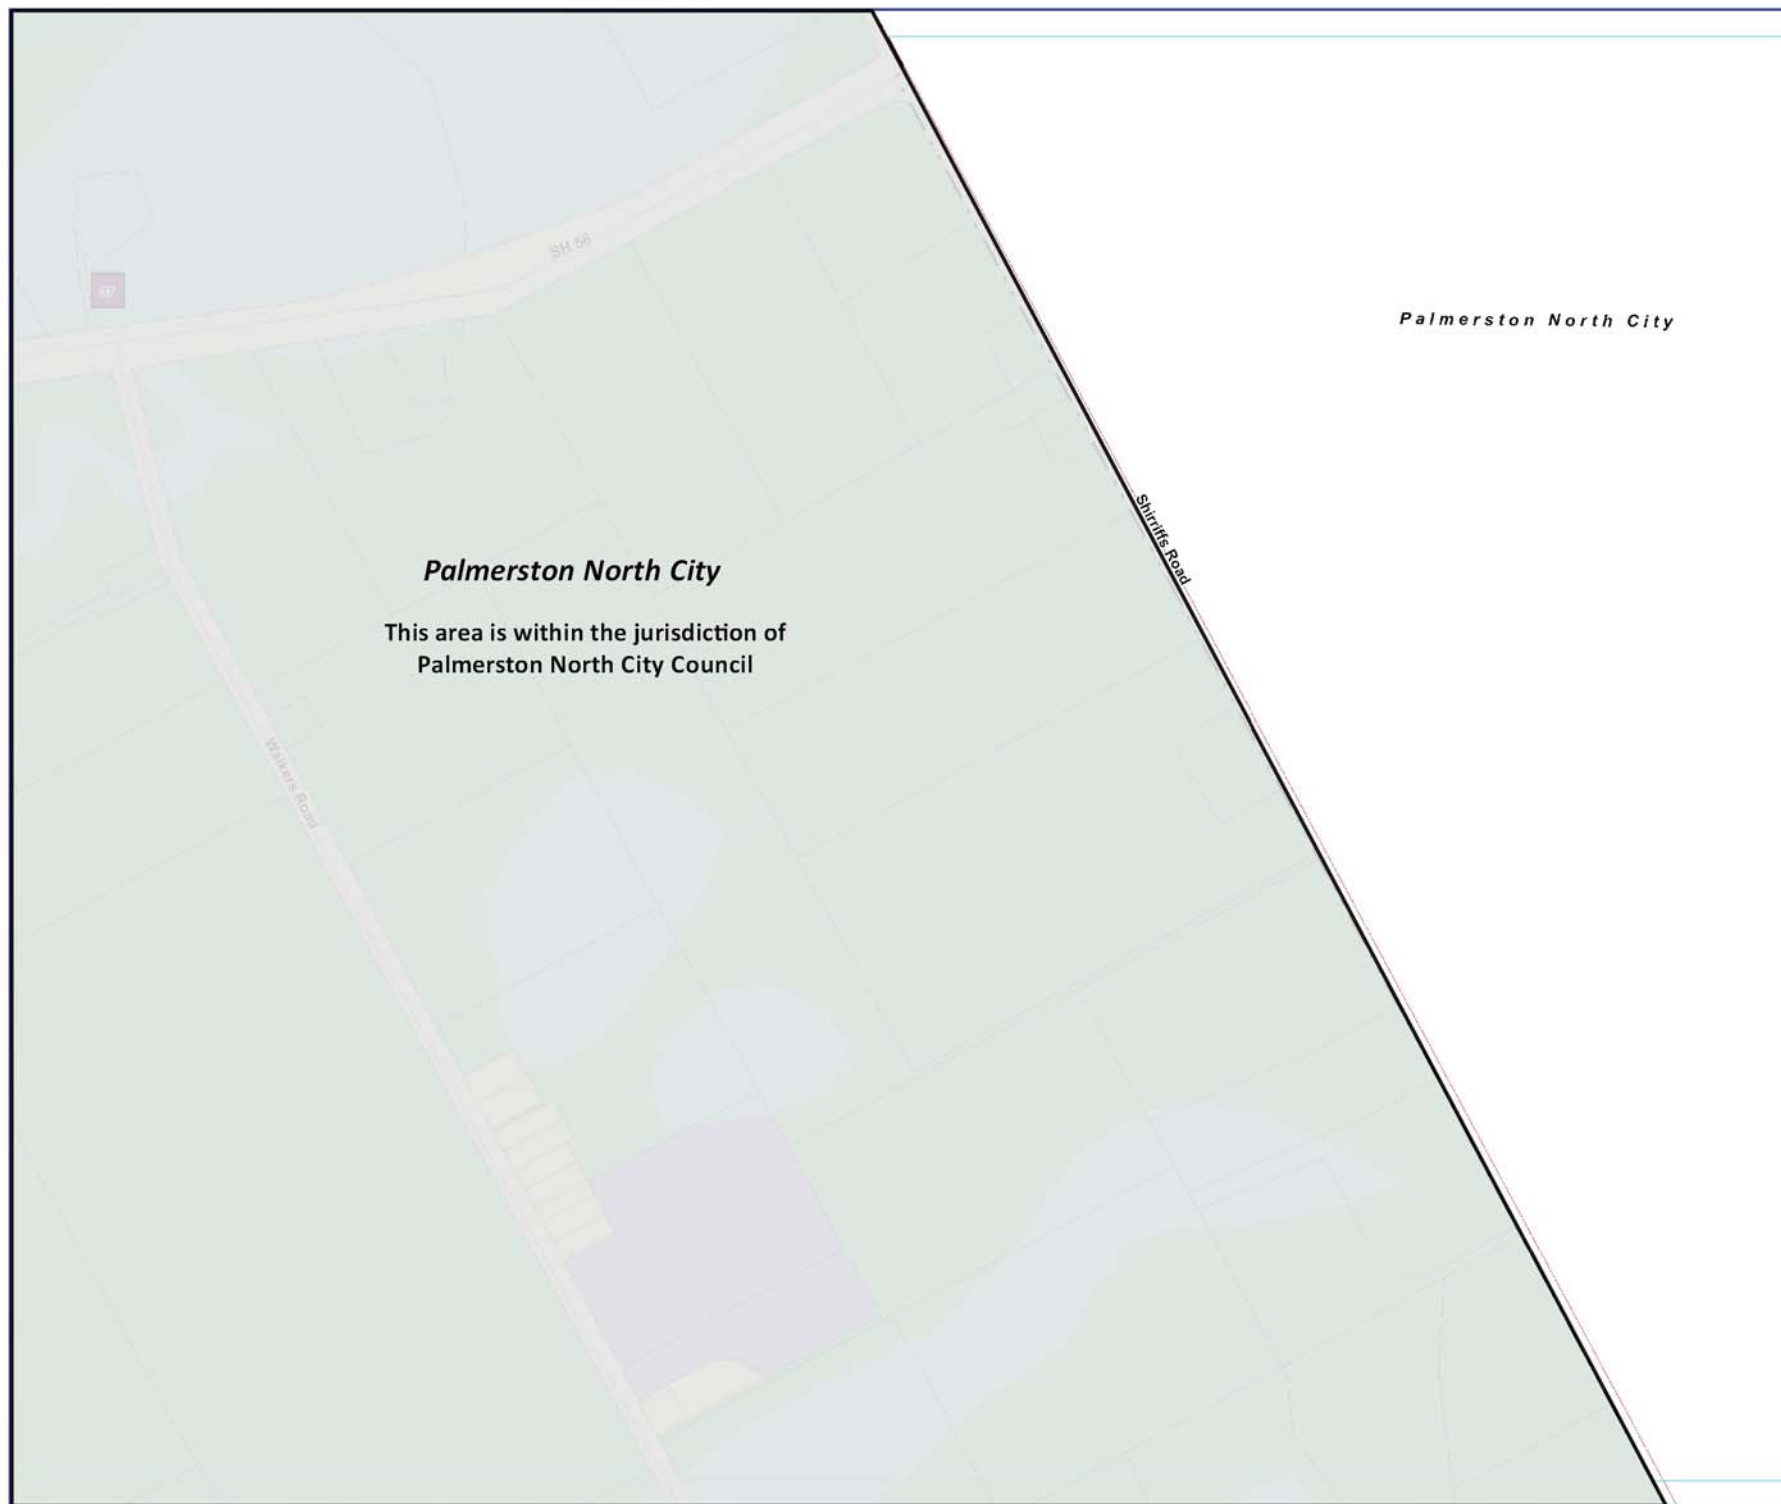 SH 56
Palmerston North City
Shirriffs Road
Palmerston North City
This area is within the jurisdiction of
Palmerston North City Council
Walkers Road